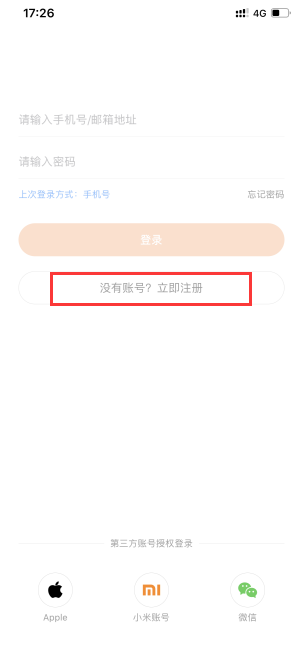 17:26
4G
请输入手机号/邮箱地址
请输入密码
上次登录方式：手机号
忘记密码
登录
没有账号？立即注册
第三方账号授权登录
Apple
小米账号
微信